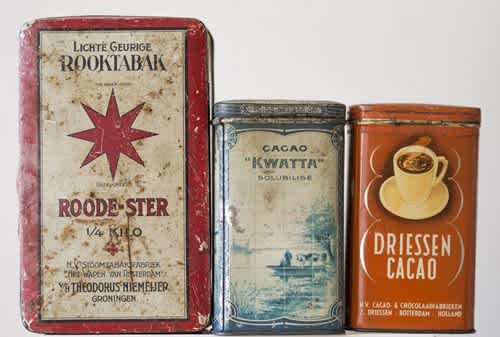 LICHTE GEURIGE
ROOKTABAK
ROODE-STER
1/4 KILO
N.V. STOOMTABAKFABRIEK
"HET WAPEN VAN ROTTERDAM"
V/H THEODORUS NIEMEIJER
GRONINGEN
CACAO
"KWATTA"
SOLUBILISÉ
DRIESSEN
CACAO
N.V. CACAO- & CHOCOLAADFABRIEKEN
DRIESSEN - ROTTERDAM - HOLLAND